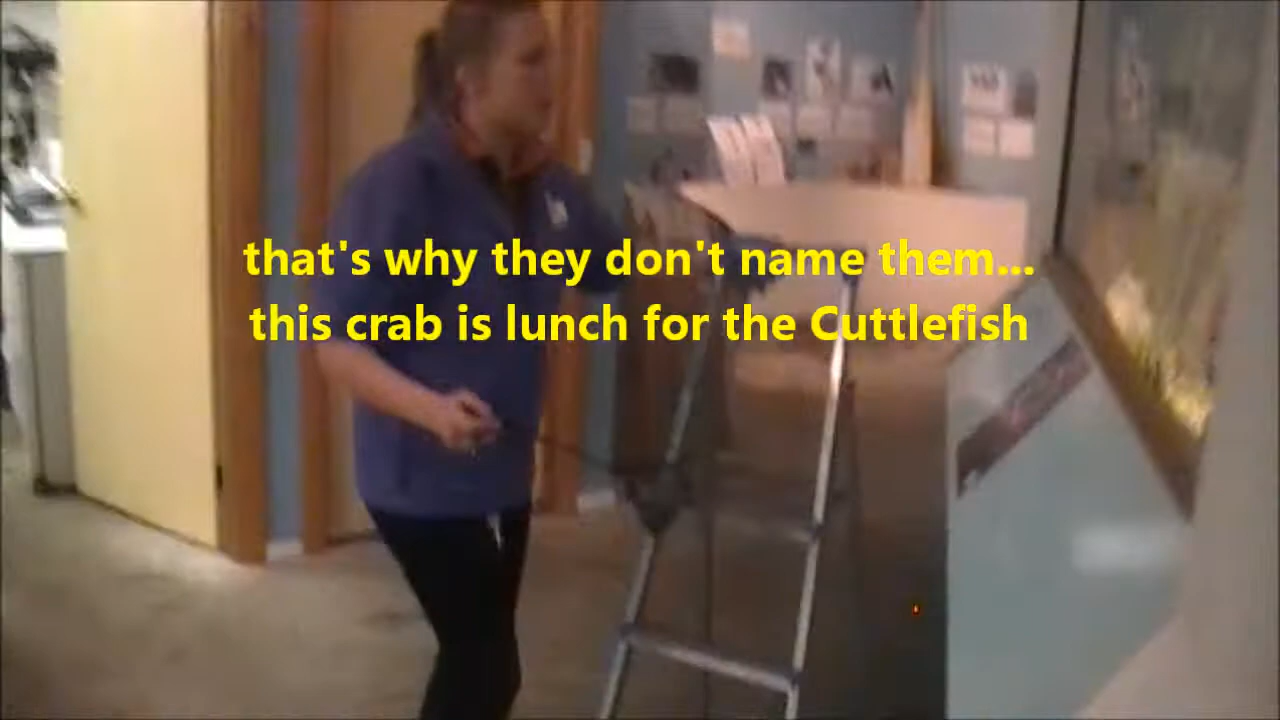 that's why they don't name them...
this crab is lunch for the Cuttlefish